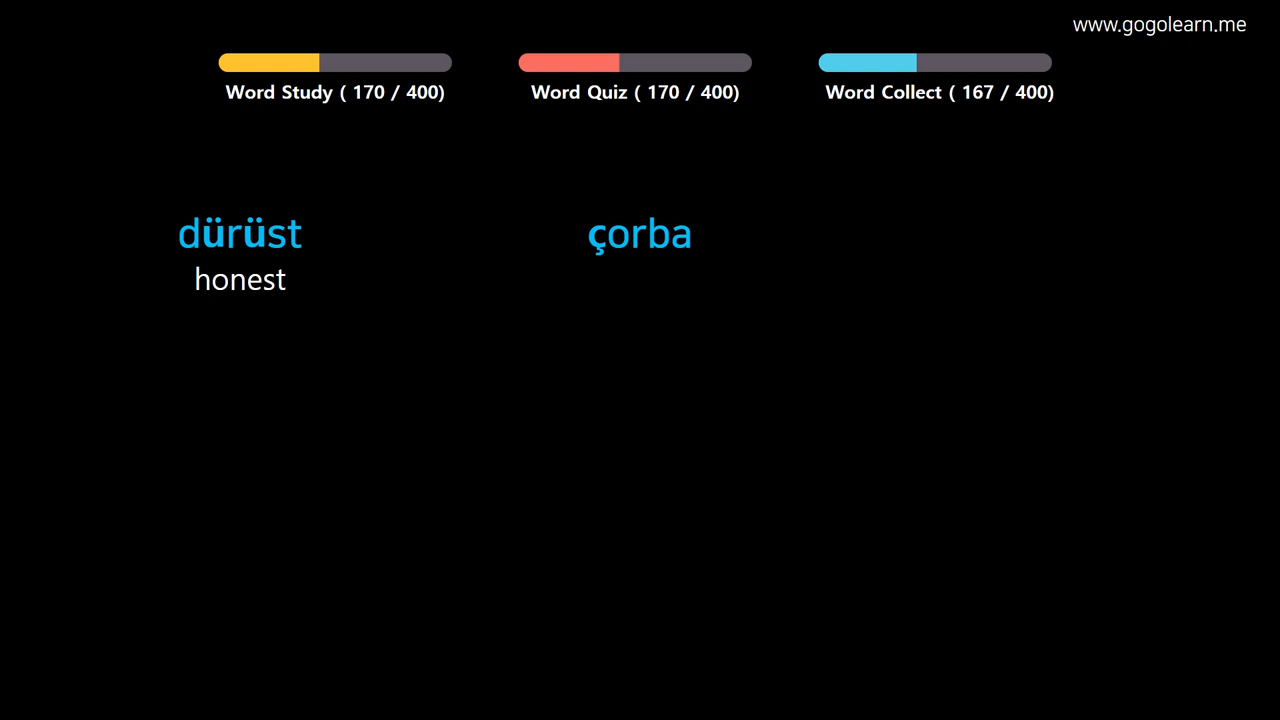 www.gogolearn.me
Word Study ( 170 / 400)
Word Quiz ( 170 / 400)
Word Collect ( 167 / 400)
dürüst
honest
çorba